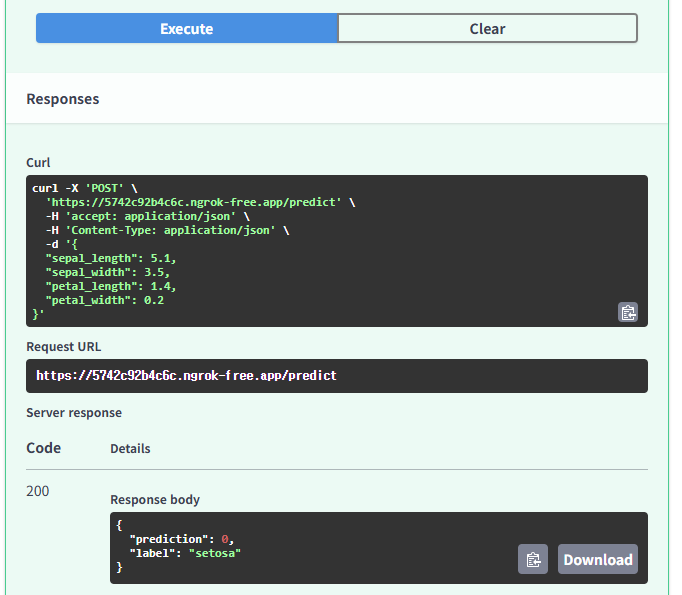 Execute
Clear
Responses
Curl
curl -X 'POST' \
  'https://5742c92b4c6c.ngrok-free.app/predict' \
  -H 'accept: application/json' \
  -H 'Content-Type: application/json' \
  -d '{
  "sepal_length": 5.1,
  "sepal_width": 3.5,
  "petal_length": 1.4,
  "petal_width": 0.2
}'
Request URL
https://5742c92b4c6c.ngrok-free.app/predict
Server response
Code Details
200
Response body
{
  "prediction": 0,
  "label": "setosa"
}
Download